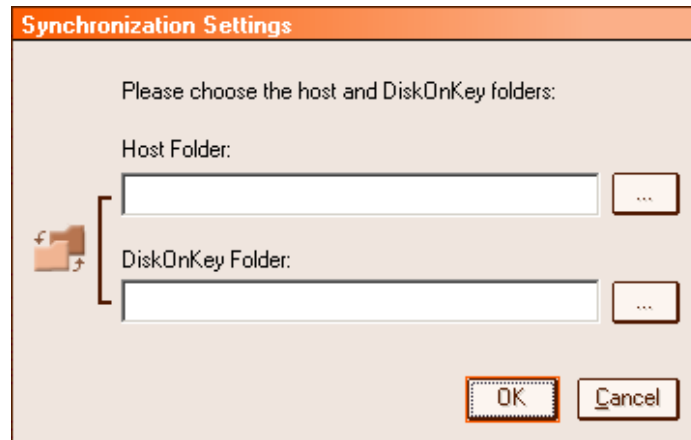 Synchronization Settings
Please choose the host and DiskOnKey folders:
Host Folder:
...
DiskOnKey Folder:
...
OK Cancel